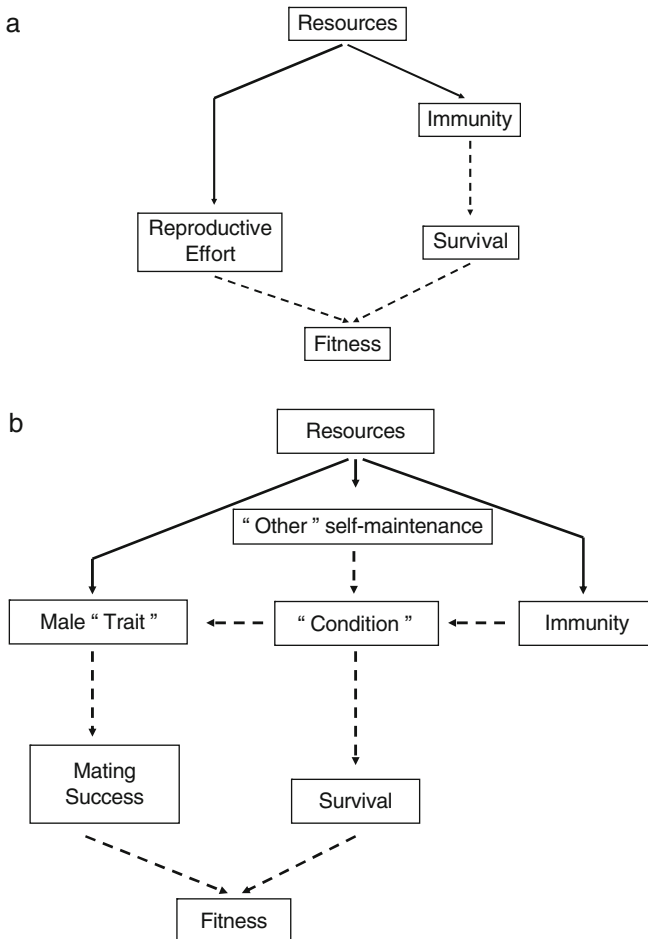 a
Resources
Immunity
Reproductive
Effort
Survival
Fitness
b
Resources
“ Other ” self-maintenance
Male “ Trait ”
“ Condition ”
Immunity
Mating
Success
Survival
Fitness